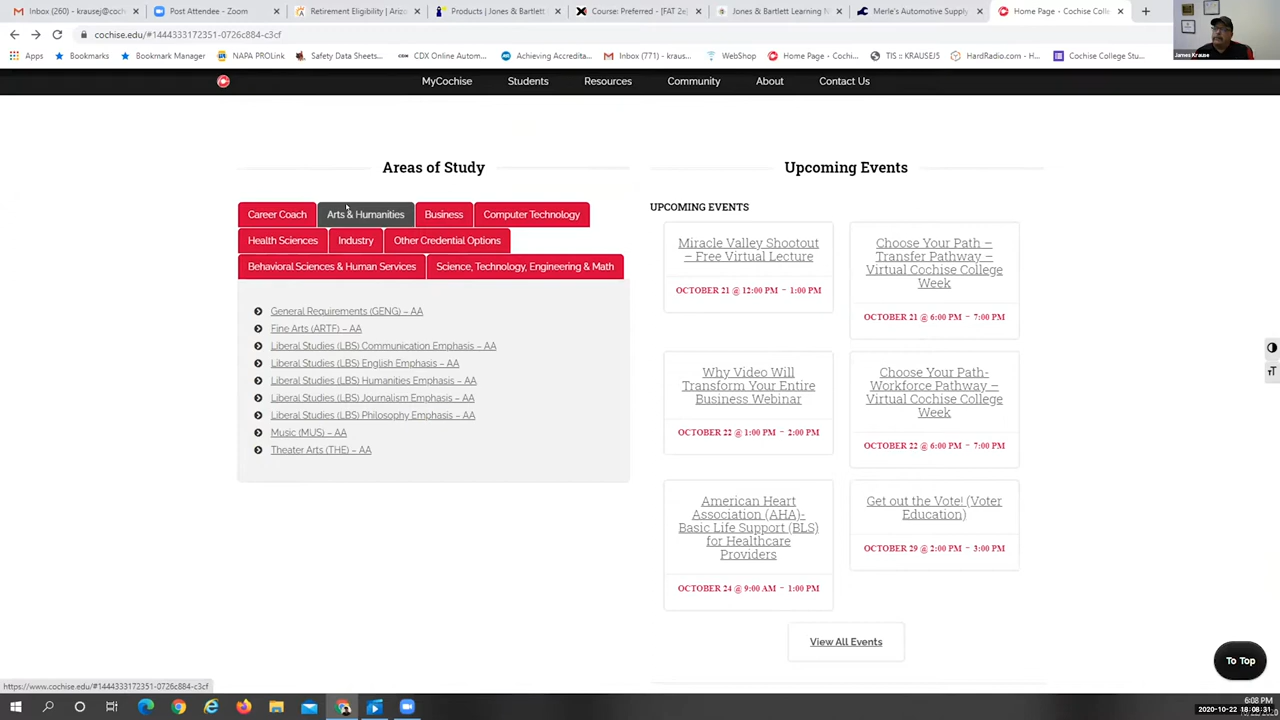 Inbox (2260) - krausej@coch
Post Attendee - Zoom
Retirement Eligibility | Arizo
Products | Jones & Bartlett
Course: Preferred - [FAT 2e]
Jones & Bartlett Learning N
Merle's Automotive Supply
Home Page - Cochise Colle
cochise.edu/#1444333172351-0726c884-c3cf
Apps
Bookmarks
Bookmark Manager
NAPA PROLink
Safety Data Sheets...
CDX Online Automot...
Achieving Accredita...
Inbox (771) - kraus...
WebShop
Home Page - Cochi...
TIS :: KRAUSEJ5
HardRadio.com - H...
Cochise College Stu...
James Krause
MyCochise
Students
Resources
Community
About
Contact Us
Areas of Study
Career Coach
Arts & Humanities
Business
Computer Technology
Health Sciences
Industry
Other Credential Options
Behavioral Sciences & Human Services
Science, Technology, Engineering & Math
General Requirements (GENG) – AA
Fine Arts (ARTF) – AA
Liberal Studies (LBS) Communication Emphasis – AA
Liberal Studies (LBS) English Emphasis – AA
Liberal Studies (LBS) Humanities Emphasis – AA
Liberal Studies (LBS) Journalism Emphasis – AA
Liberal Studies (LBS) Philosophy Emphasis – AA
Music (MUS) – AA
Theater Arts (THE) – AA
Upcoming Events
UPCOMING EVENTS
Miracle Valley Shootout
– Free Virtual Lecture
OCTOBER 21 @ 12:00 PM - 1:00 PM
Choose Your Path –
Transfer Pathway –
Virtual Cochise College
Week
OCTOBER 21 @ 6:00 PM - 7:00 PM
Why Video Will
Transform Your Entire
Business Webinar
OCTOBER 22 @ 1:00 PM - 2:00 PM
Choose Your Path-
Workforce Pathway –
Virtual Cochise College
Week
OCTOBER 22 @ 6:00 PM - 7:00 PM
American Heart
Association (AHA)-
Basic Life Support (BLS)
for Healthcare
Providers
OCTOBER 24 @ 9:00 AM - 1:00 PM
Get out the Vote! (Voter
Education)
OCTOBER 29 @ 2:00 PM - 3:00 PM
View All Events
To Top
https://www.cochise.edu/#1444333172351-0726c884-c3cf
6:08 PM
2020-10-22 18:08:31